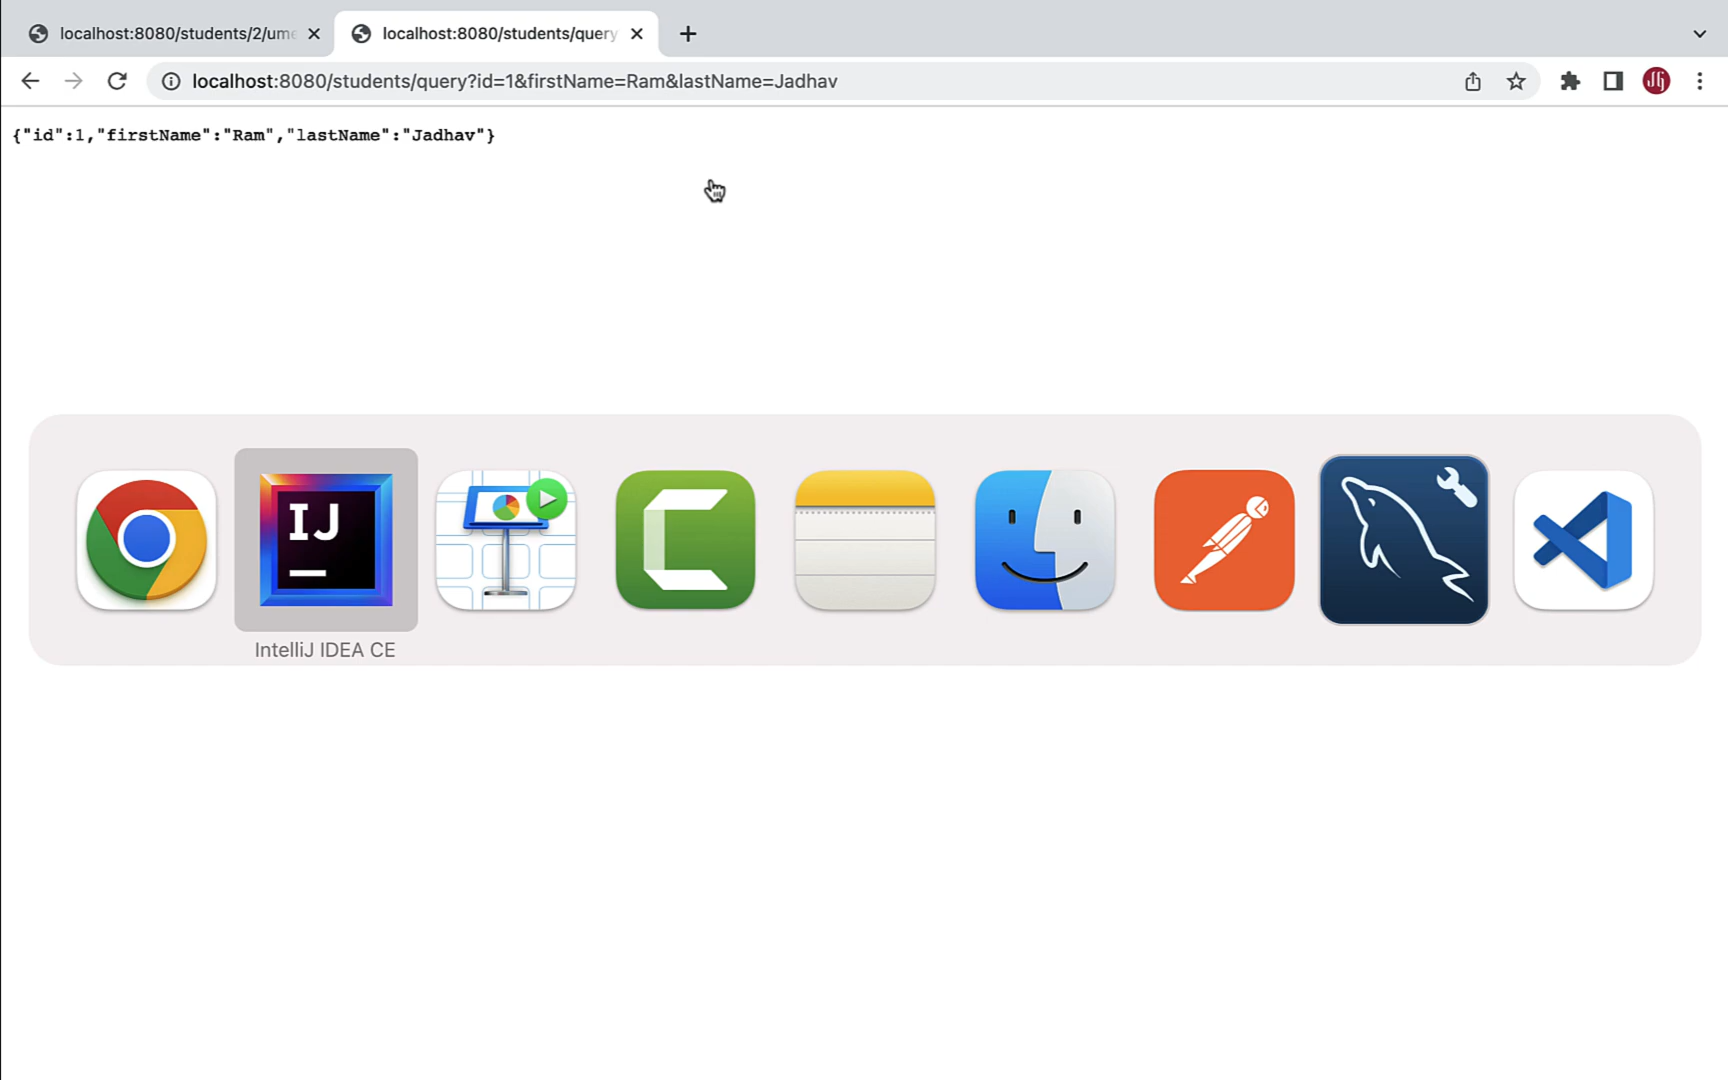 localhost:8080/students/2/ume
localhost:8080/students/query
localhost:8080/students/query?id=1&firstName=Ram&lastName=Jadhav
{"id":1,"firstName":"Ram","lastName":"Jadhav"}
IJ
IntelliJ IDEA CE